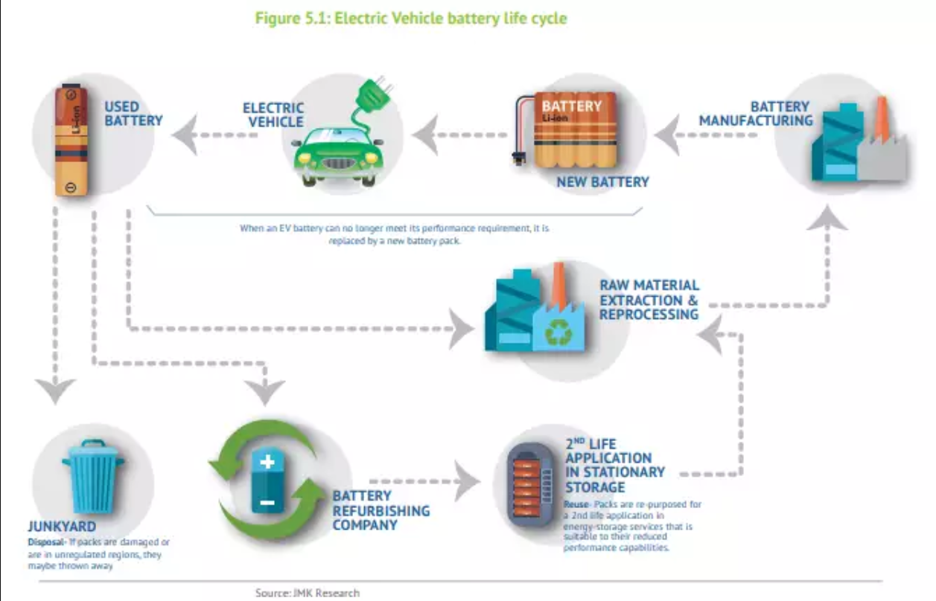 Figure 5.1: Electric Vehicle battery life cycle
USED
BATTERY
Li-ion
ELECTRIC
VEHICLE
BATTERY
Li-ion
NEW BATTERY
BATTERY
MANUFACTURING
When an EV battery can no longer meet its performance requirement, it is
replaced by a new battery pack.
RAW MATERIAL
EXTRACTION &
REPROCESSING
JUNKYARD
Disposal- If packs are damaged or
are in unregulated regions, they
maybe thrown away
BATTERY
REFURBISHING
COMPANY
2ND LIFE
APPLICATION
IN STATIONARY
STORAGE
Reuse- Packs are re-purposed for
a 2nd life application in
energy-storage services that is
suitable to their reduced
performance capabilities.
Source: JMK Research